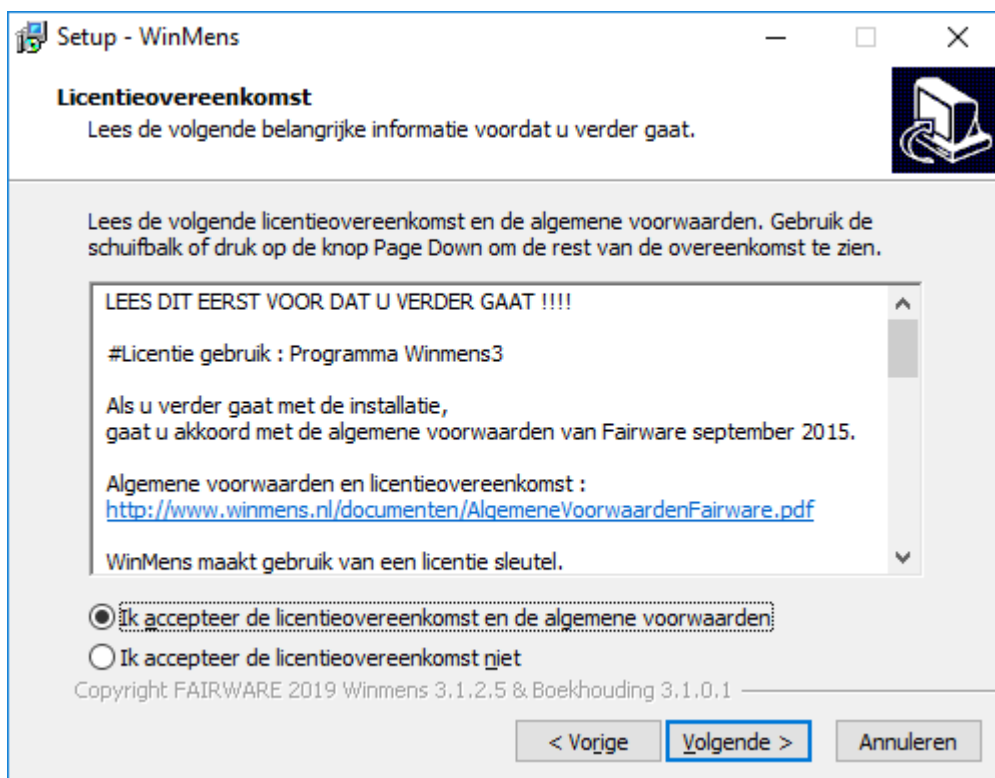 Setup - WinMens
Licentieovereenkomst
Lees de volgende belangrijke informatie voordat u verder gaat.
Lees de volgende licentieovereenkomst en de algemene voorwaarden. Gebruik de
schuifbalk of druk op de knop Page Down om de rest van de overeenkomst te zien.
LEES DIT EERST VOOR DAT U VERDER GAAT !!!!
#Licentie gebruik : Programma Winmens3
Als u verder gaat met de installatie,
gaat u akkoord met de algemene voorwaarden van Fairware september 2015.
Algemene voorwaarden en licentieovereenkomst :
http://www.winmens.nl/documenten/AlgemeneVoorwaardenFairware.pdf
WinMens maakt gebruik van een licentie sleutel.
Ik accepteer de licentieovereenkomst en de algemene voorwaarden
Ik accepteer de licentieovereenkomst niet
Copyright FAIRWARE 2019 Winmens 3.1.2.5 & Boekhouding 3.1.0.1
< Vorige Volgende > Annuleren